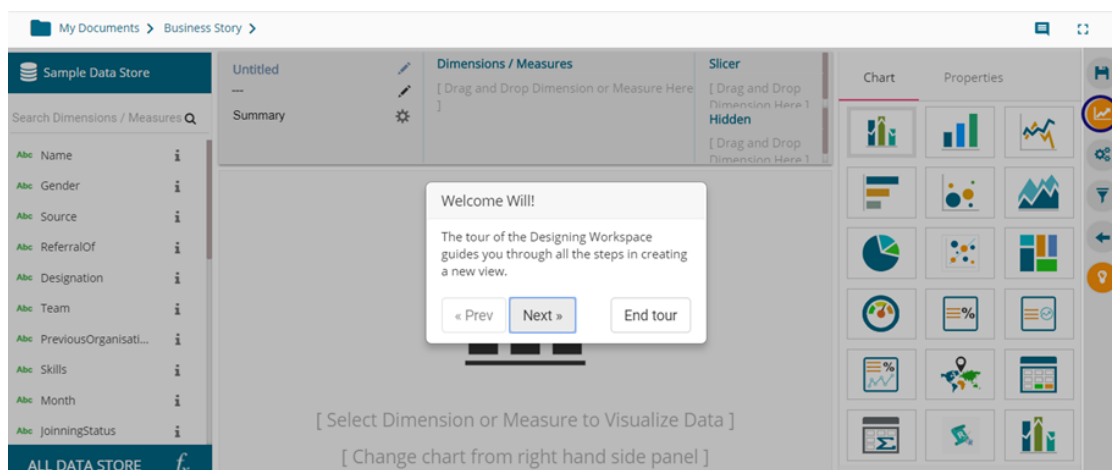 My Documents > Business Story >
Sample Data Store
Search Dimensions / Measures
Abc Name i
Abc Gender i
Abc Source i
Abc ReferralOf i
Abc Designation i
Abc Team i
Abc PreviousOrganisati... i
Abc Skills i
Abc Month i
Abc JoinningStatus i
ALL DATA STORE fx
Untitled
---
Summary
Dimensions / Measures
[ Drag and Drop Dimension or Measure Here
]
Slicer
[ Drag and Drop
Dimension Here ]
Hidden
[ Drag and Drop
Dimension Here ]
Welcome Will!
The tour of the Designing Workspace
guides you through all the steps in creating
a new view.
« Prev Next » End tour
[ Select Dimension or Measure to Visualize Data ]
[ Change chart from right hand side panel ]
Chart Properties
%
%
Σ